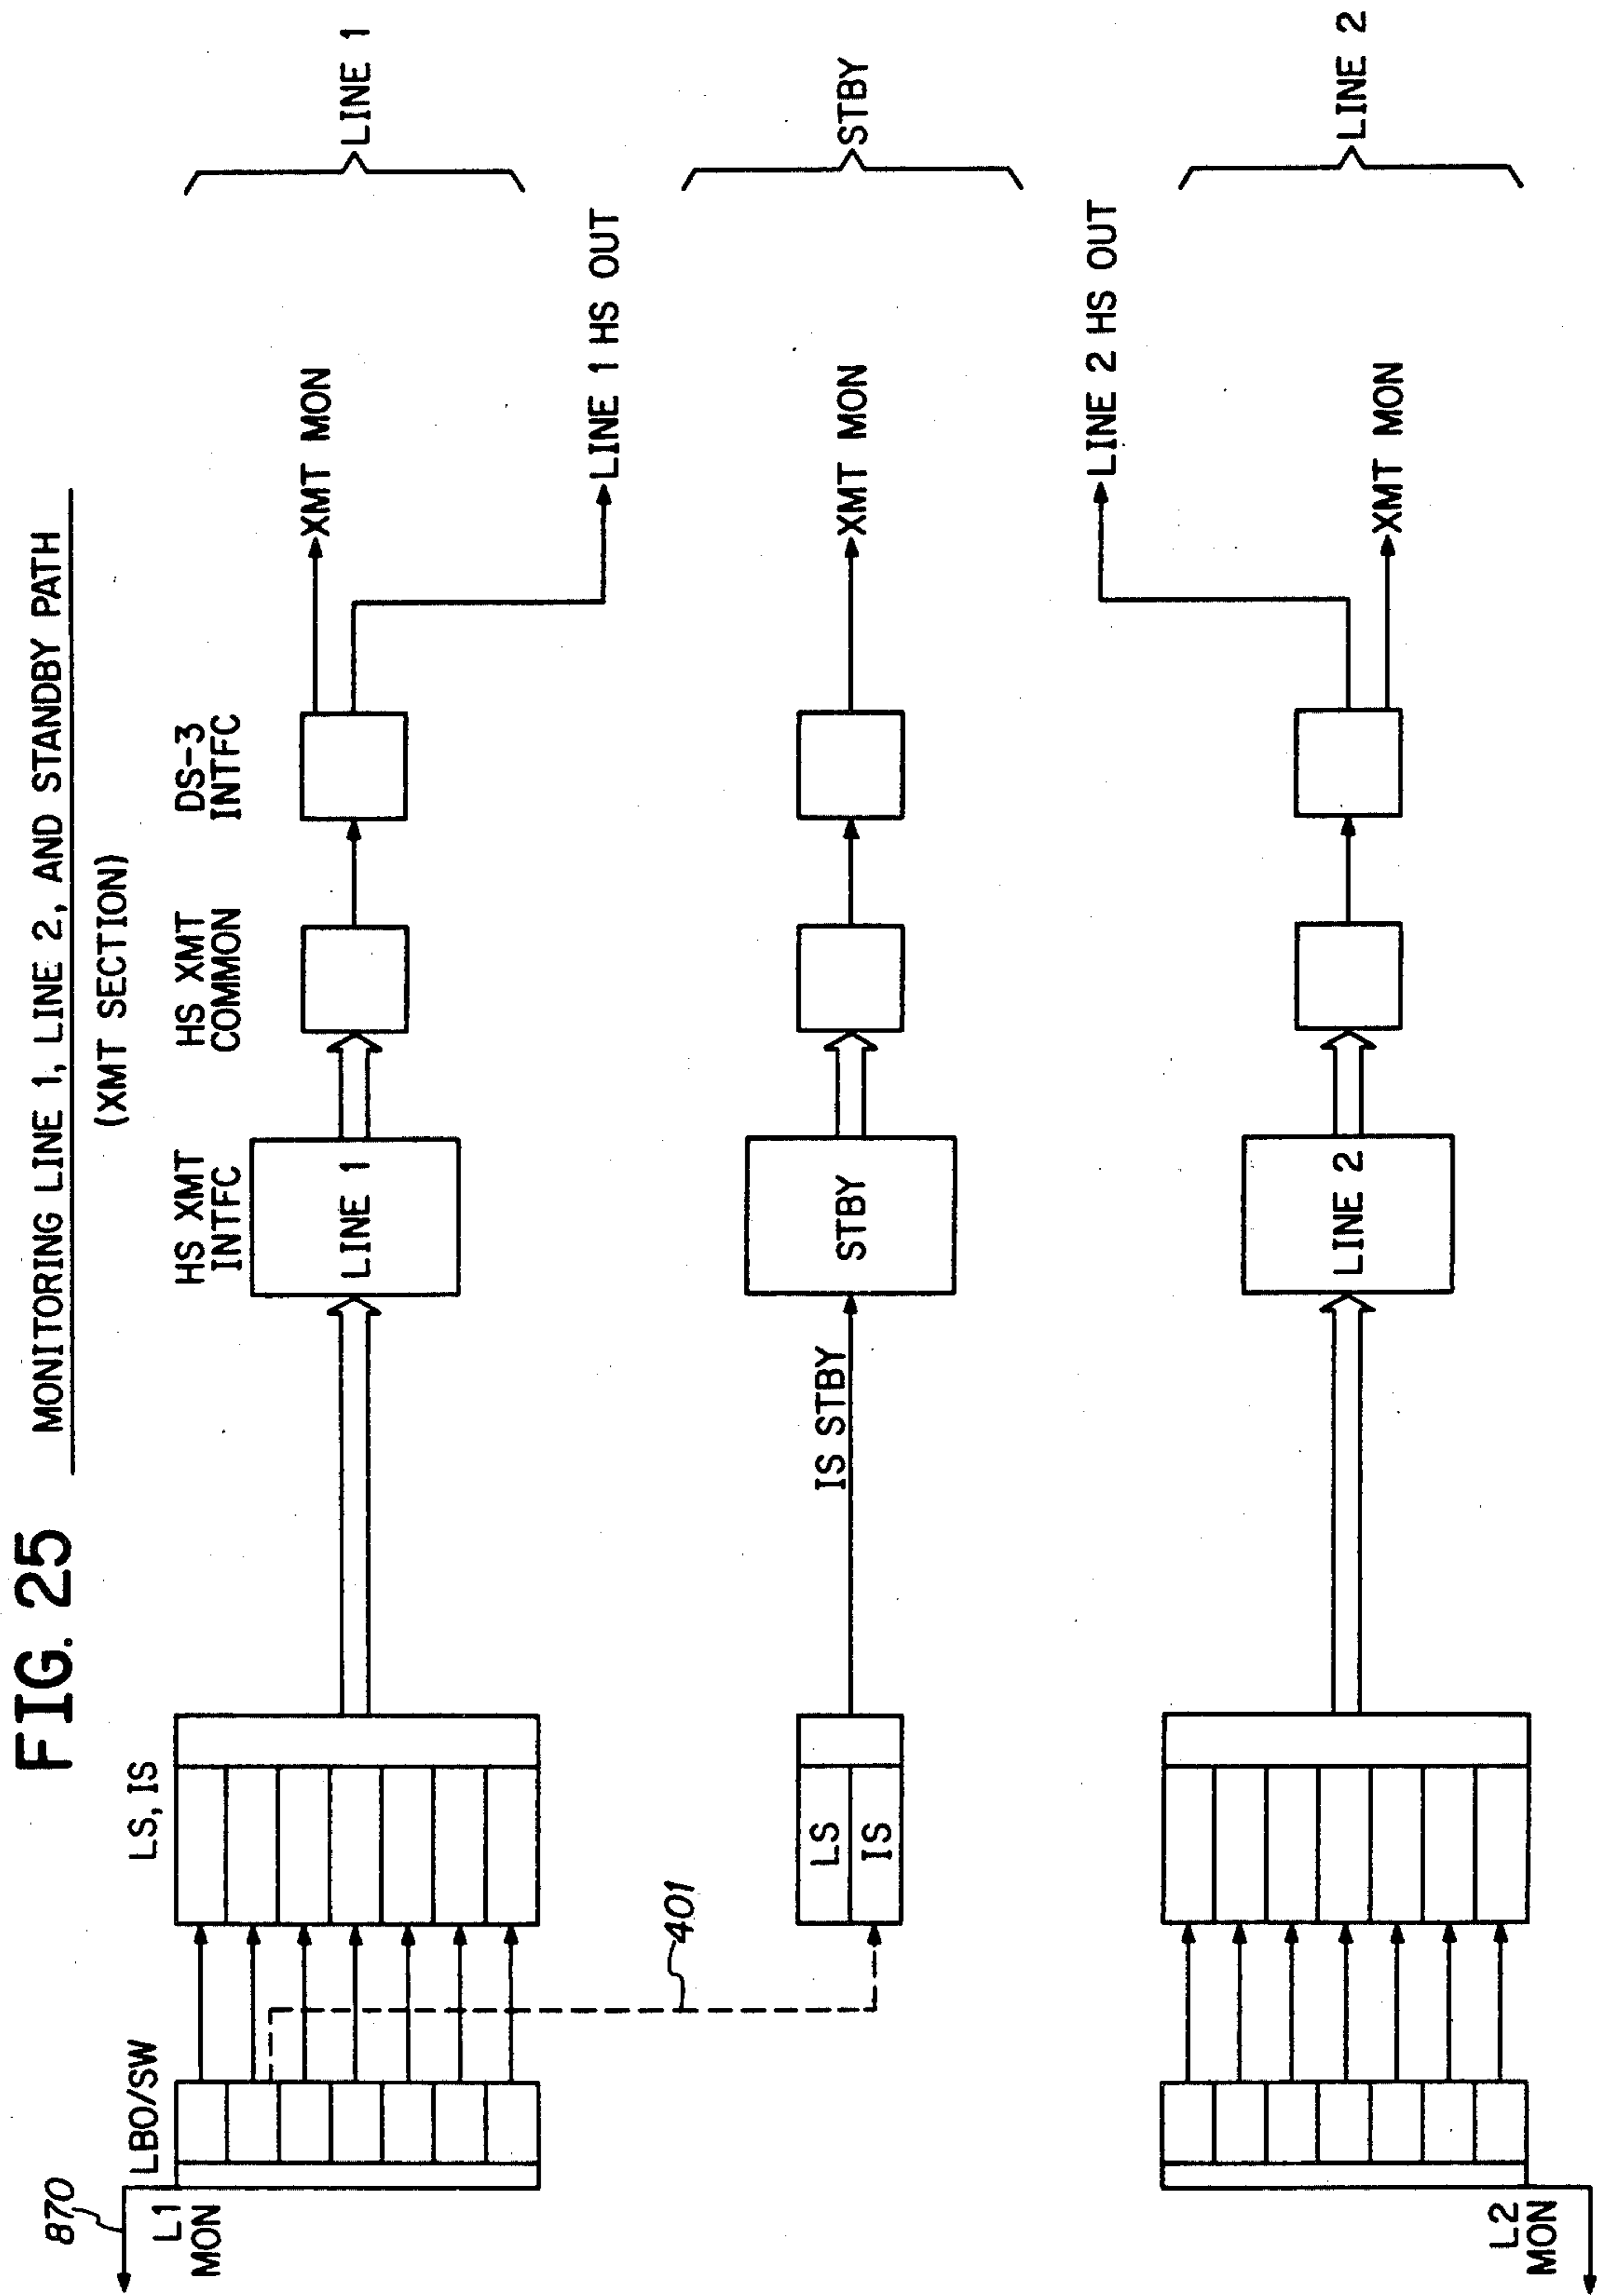 FIG. 25
MONITORING LINE 1, LINE 2, AND STANDBY PATH
(XMT SECTION)
870
L1
MON
LBO/SW
LS, IS
HS XMT
INTFC
HS XMT
COMMON
DS-3
INTFC
LINE 1
XMT MON
LINE 1 HS OUT
LINE 1
401
LS
IS
IS STBY
STBY
XMT MON
STBY
L2
MON
LINE 2
LINE 2 HS OUT
XMT MON
LINE 2